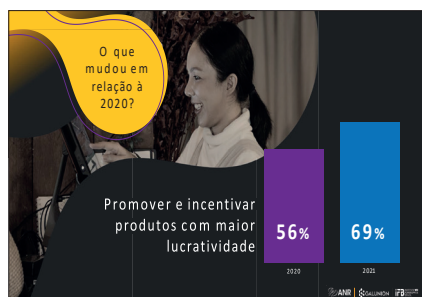 O que
mudou em
relação à
2020?
Promover e incentivar
produtos com maior
lucratividade
56%
69%
2020
2021
ANR
GALUNION
IFB